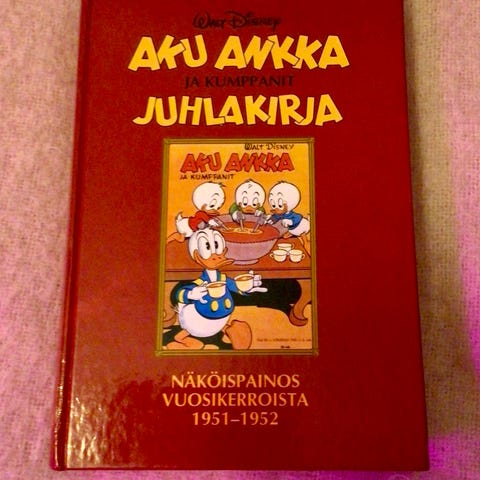 WALT DISNEY
AKU ANKKA
JA KUMPPANIT
JUHLAKIRJA
WALT DISNEY
AKU ANKKA
JA KUMPPANIT
NÄKÖISPAINOS
VUOSIKERROISTA
1951–1952